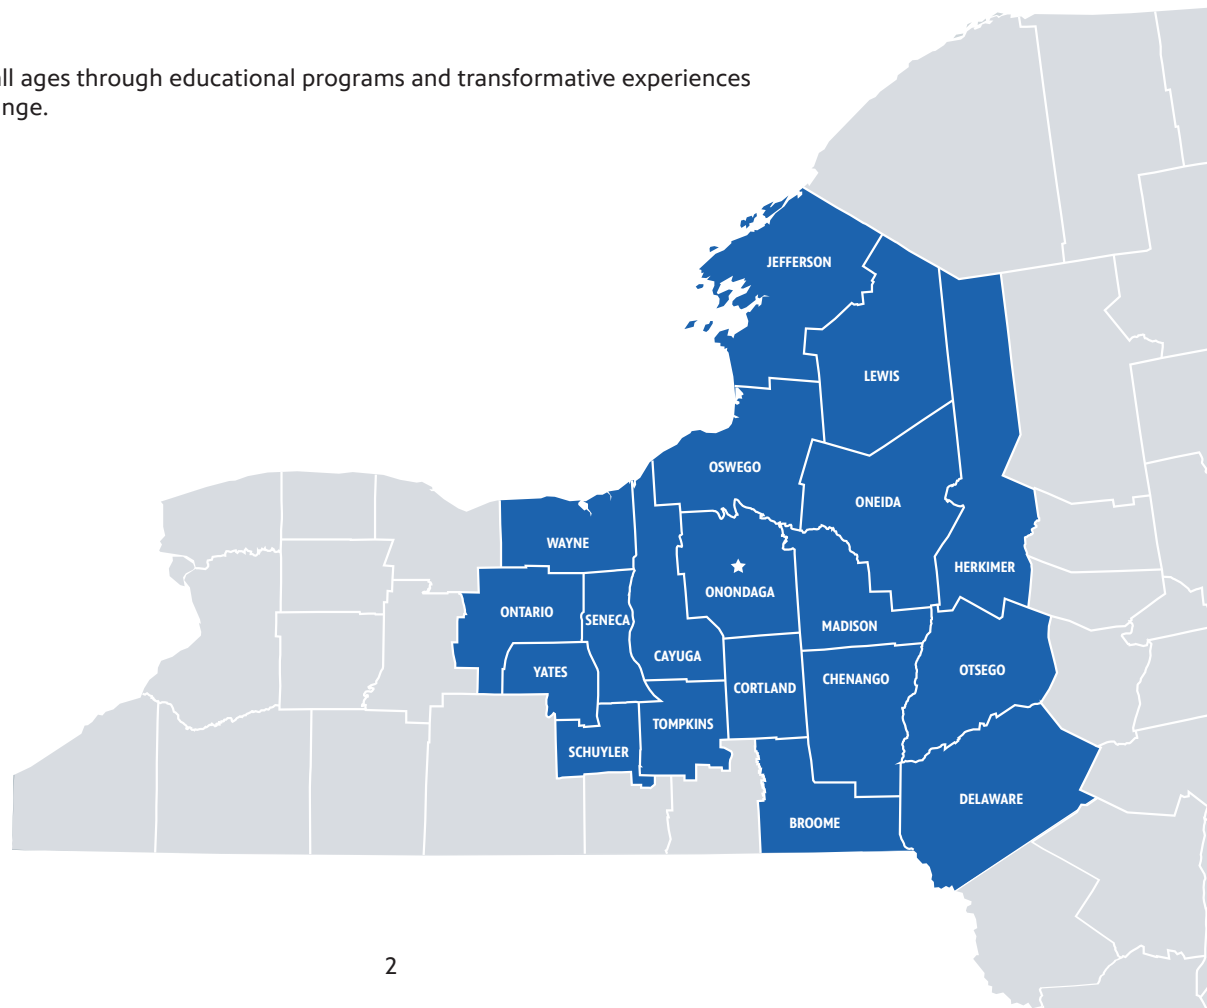 all ages through educational programs and transformative experiences
nge.
JEFFERSON
LEWIS
OSWEGO
ONEIDA
WAYNE
HERKIMER
ONONDAGA
ONTARIO
SENECA
MADISON
CAYUGA
YATES
OTSEGO
CHENANGO
CORTLAND
TOMPKINS
SCHUYLER
DELAWARE
BROOME
2